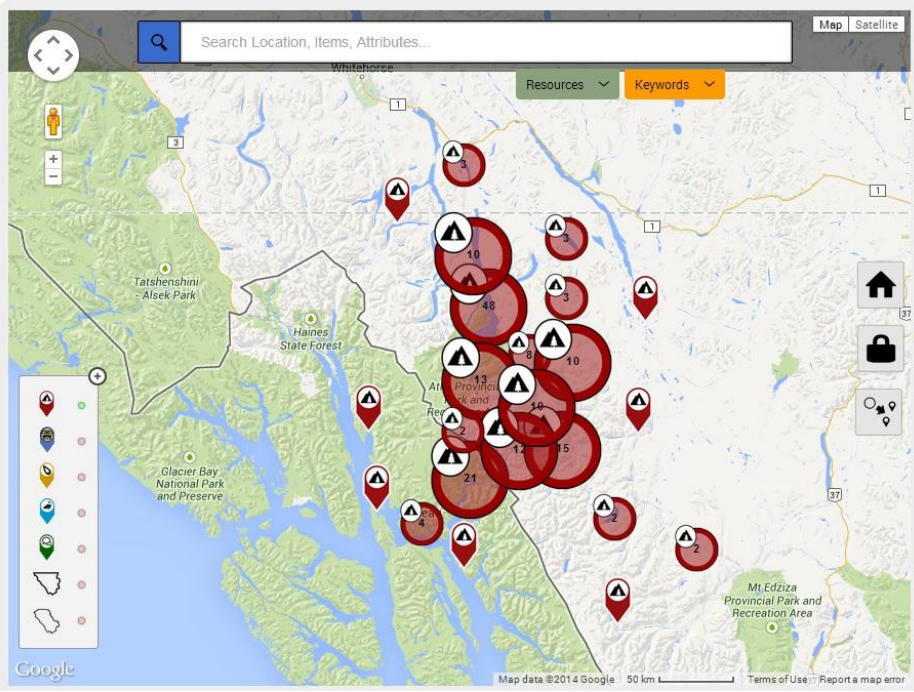 Search Location, Items, Attributes...
Map
Satellite
Whitehorse
Resources
Keywords
1
3
3
1
1
10
3
Tatshenshini
- Alsek Park
3
48
37
Haines
State Forest
8
10
13
10
2
12
15
Glacier Bay
National Park
and Preserve
21
37
4
2
2
Mt Edziza
Provincial Park and
Recreation Area
Google
Map data ©2014 Google
50 km
Terms of Use
Report a map error